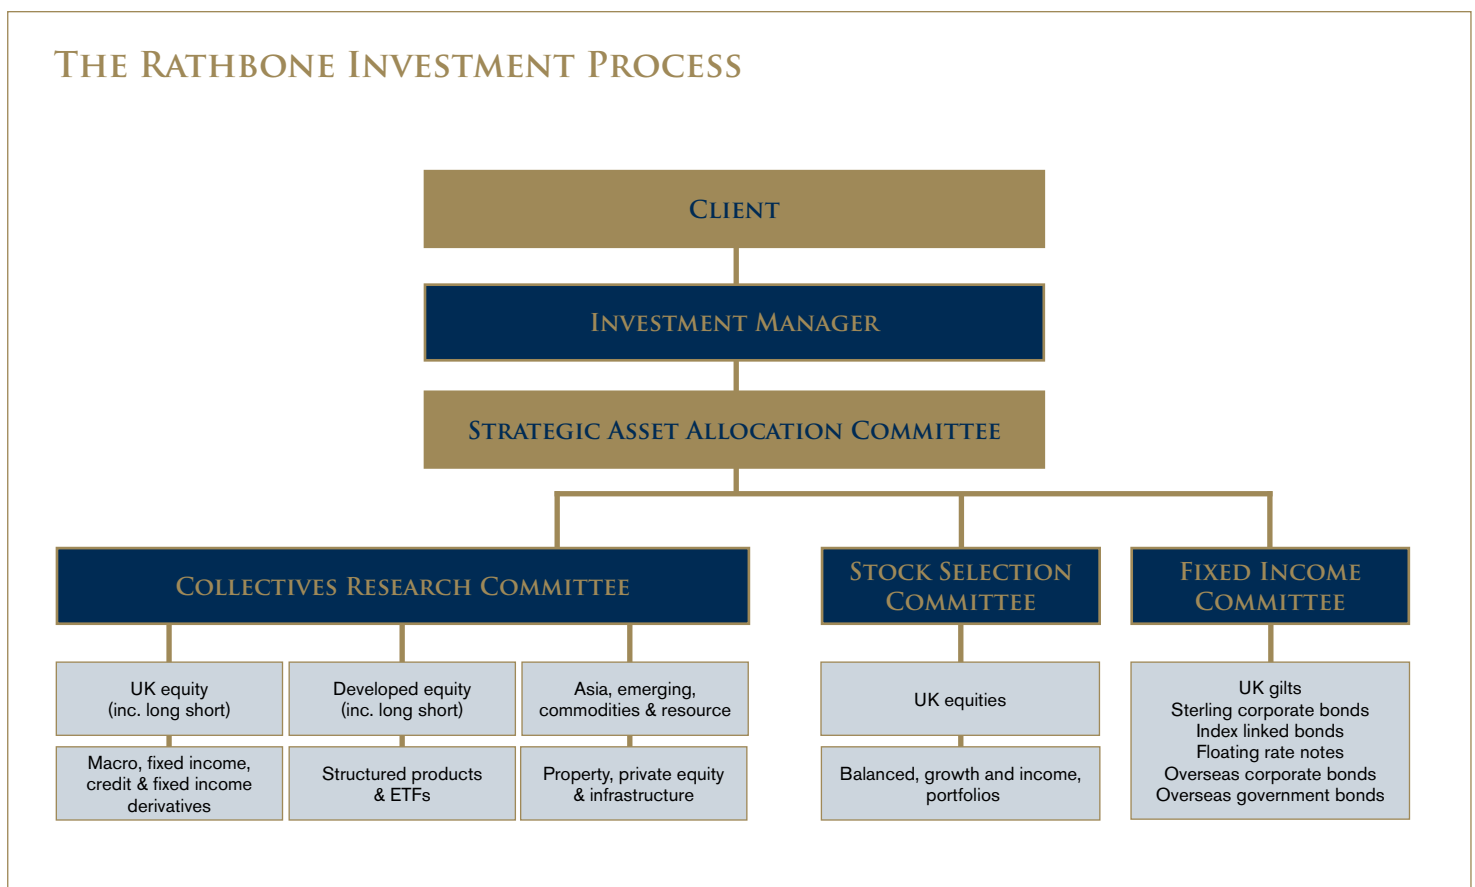 The Rathbone Investment Process
Client
Investment Manager
Strategic Asset Allocation Committee
Collectives Research Committee
Stock Selection
Committee
Fixed Income
Committee
UK equity
(inc. long short)
Developed equity
(inc. long short)
Asia, emerging,
commodities & resource
UK equities
UK gilts
Sterling corporate bonds
Index linked bonds
Floating rate notes
Overseas corporate bonds
Overseas government bonds
Macro, fixed income,
credit & fixed income
derivatives
Structured products
& ETFs
Property, private equity
& infrastructure
Balanced, growth and income,
portfolios